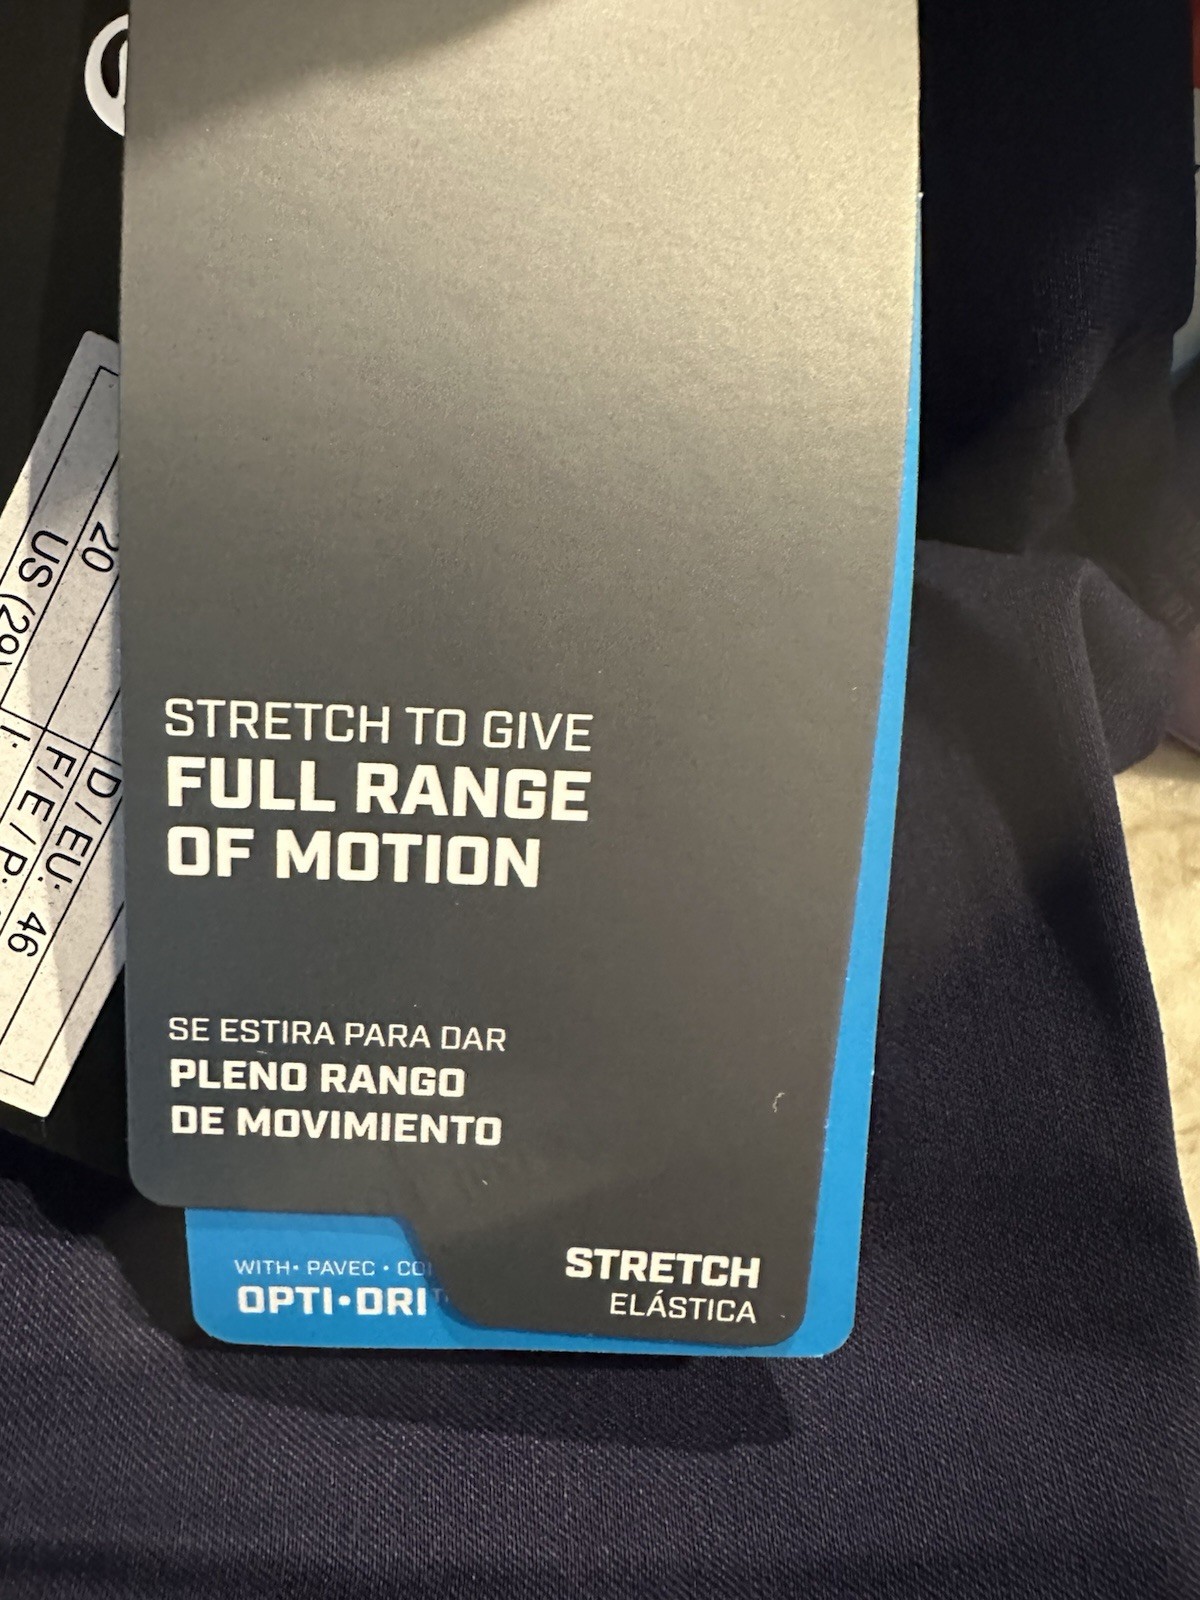 STRETCH TO GIVE
FULL RANGE
OF MOTION
SE ESTIRA PARA DAR
PLENO RANGO
DE MOVIMIENTO
STRETCH
ELÁSTICA
WITH• PAVEC •
OPTI•DRI
20
US (29)
D / EU: 46
F / E / P:
I: